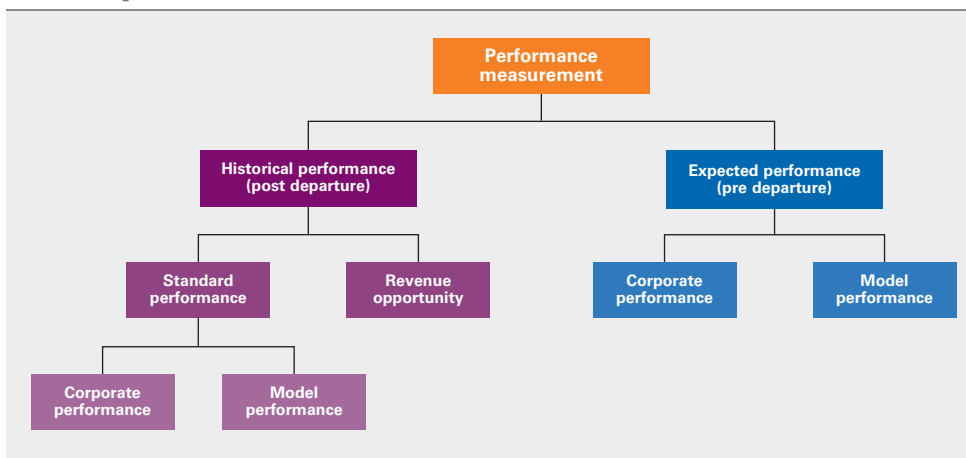 Performance
measurement
Historical performance
(post departure)
Expected performance
(pre departure)
Standard
performance
Revenue
opportunity
Corporate
performance
Model
performance
Corporate
performance
Model
performance